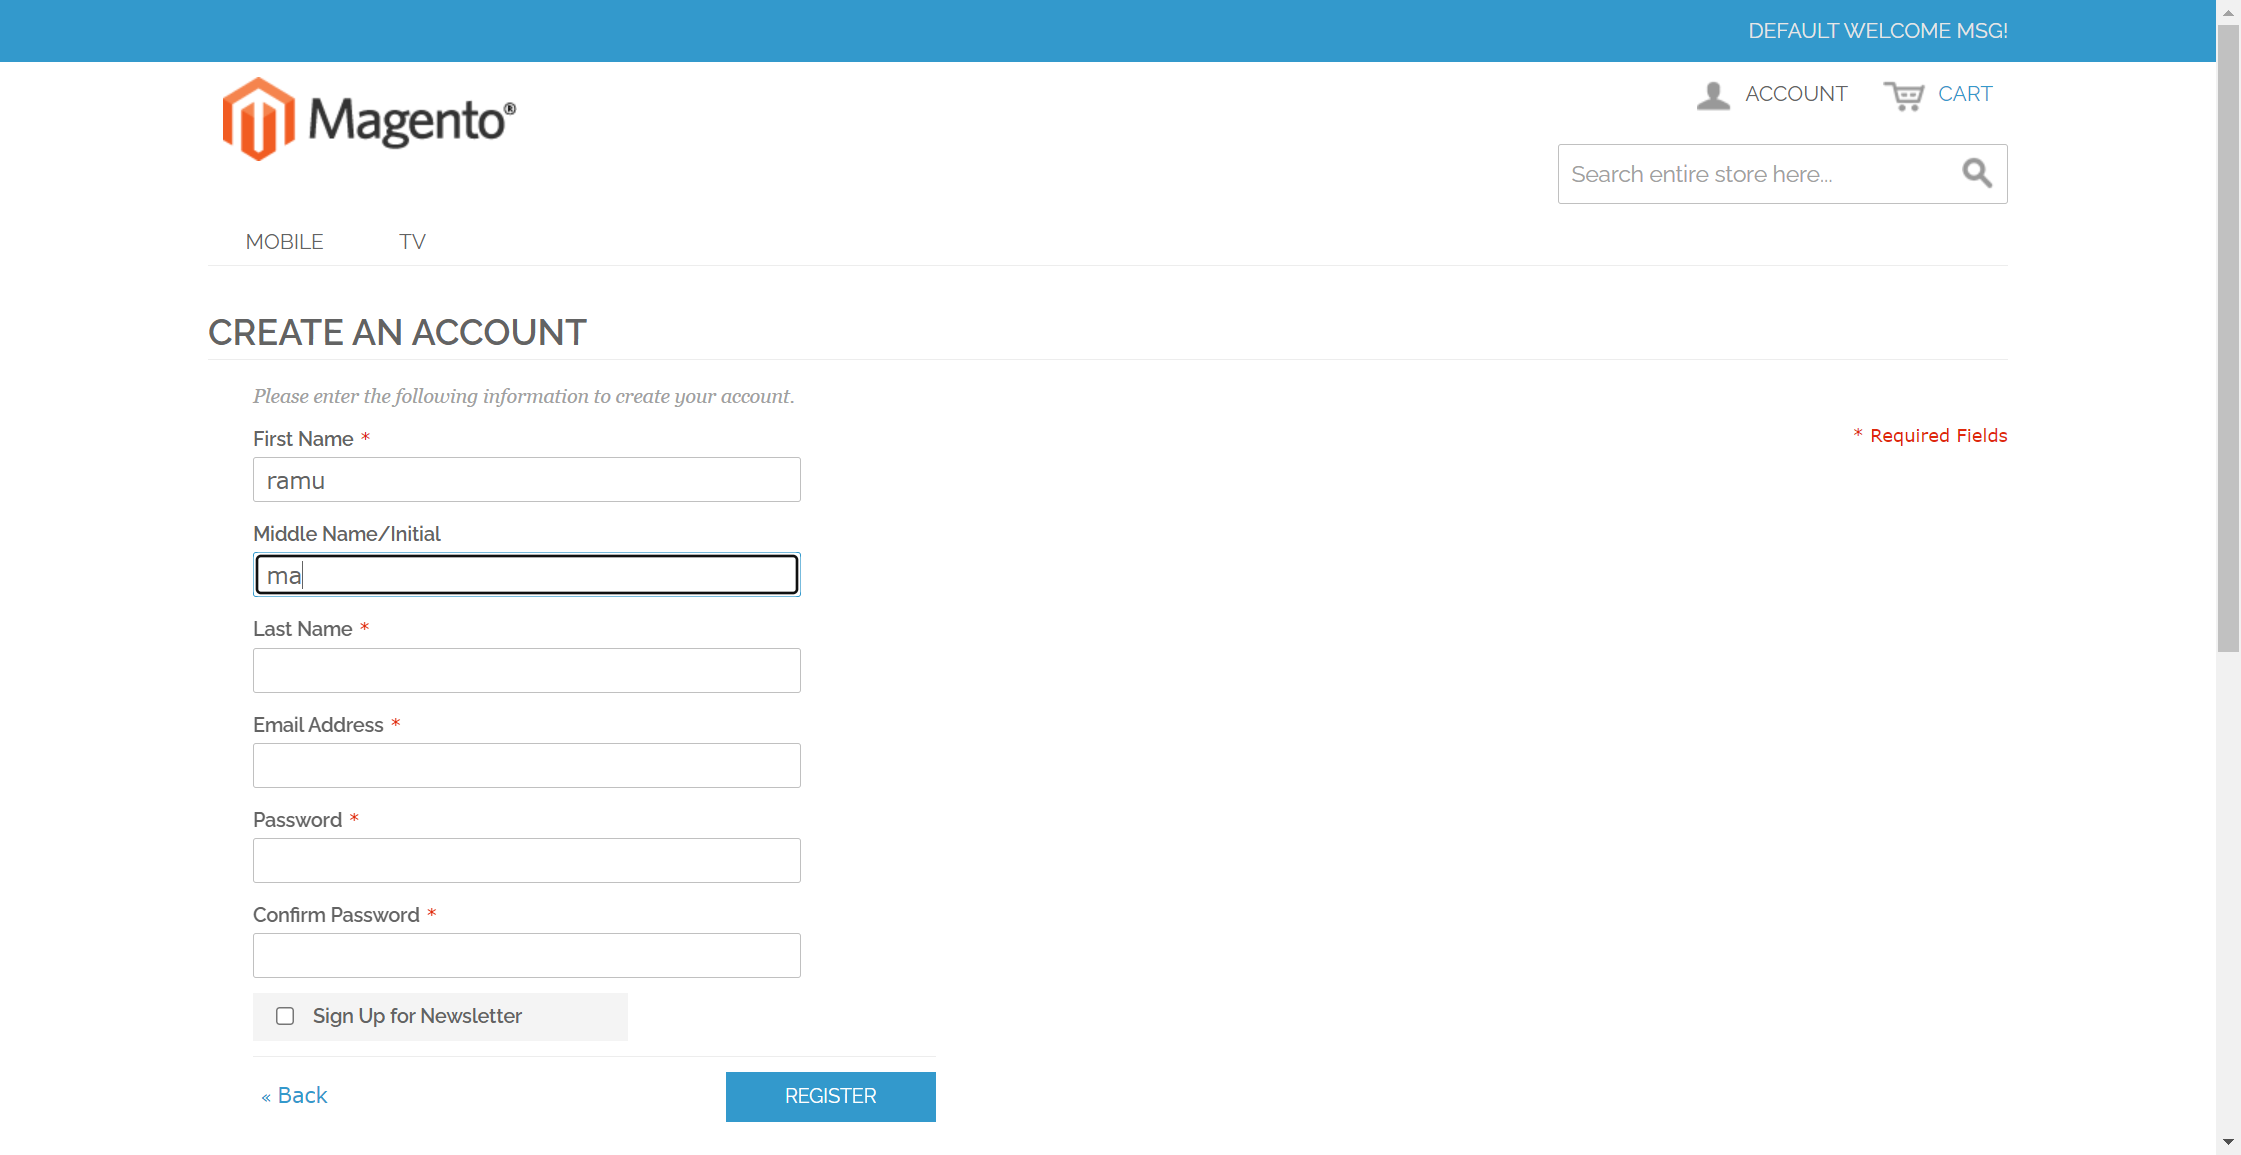 DEFAULT WELCOME MSG!
Magento®
ACCOUNT CART
Search entire store here...
MOBILE TV
CREATE AN ACCOUNT
Please enter the following information to create your account.
First Name *
* Required Fields
ramu
Middle Name/Initial
ma
Last Name *
Email Address *
Password *
Confirm Password *
Sign Up for Newsletter
« Back
REGISTER